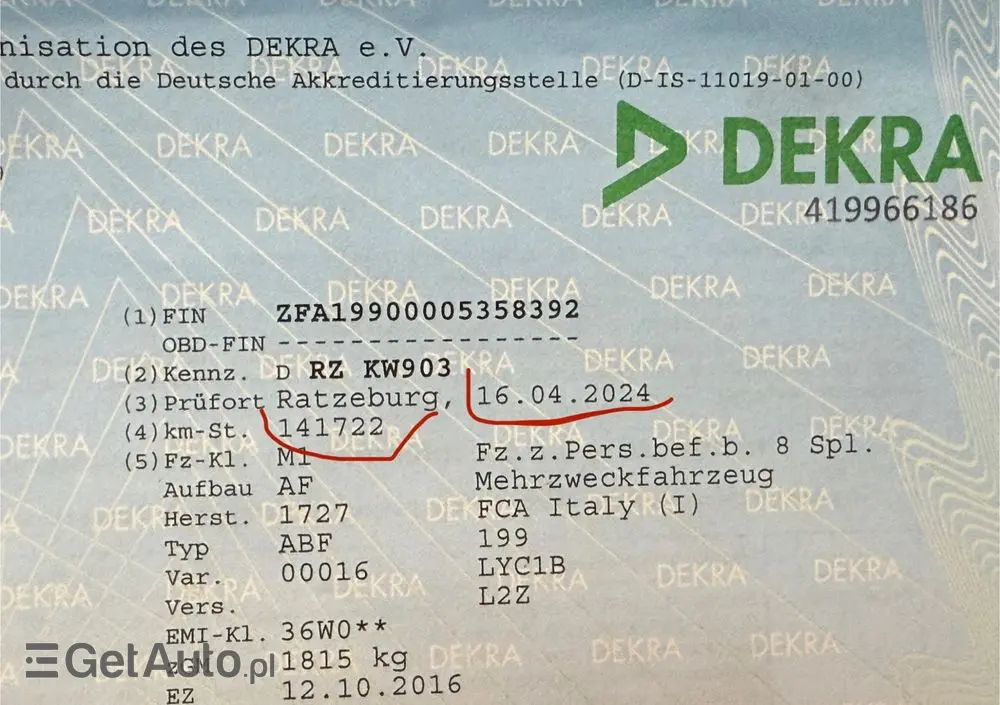 nisation des DEKRA e.V.
durch die Deutsche Akkreditierungsstelle (D-IS-11019-01-00)
DEKRA
419966186
(1) FIN ZFA19900005358392
OBD-FIN -----------------
(2) Kennz. D RZ KW903
(3) Prüfort Ratzeburg, 16.04.2024
(4) km-St. 141722
(5) Fz-Kl. M1 Fz.z.Pers.bef.b. 8 Spl.
Aufbau AF Mehrzweckfahrzeug
Herst. 1727 FCA Italy (I)
Typ ABF 199
Var. 00016 LYC1B
Vers. L2Z
EMI-Kl. 36W0**
GetAuto.pl
zGM 1815 kg
EZ 12.10.2016